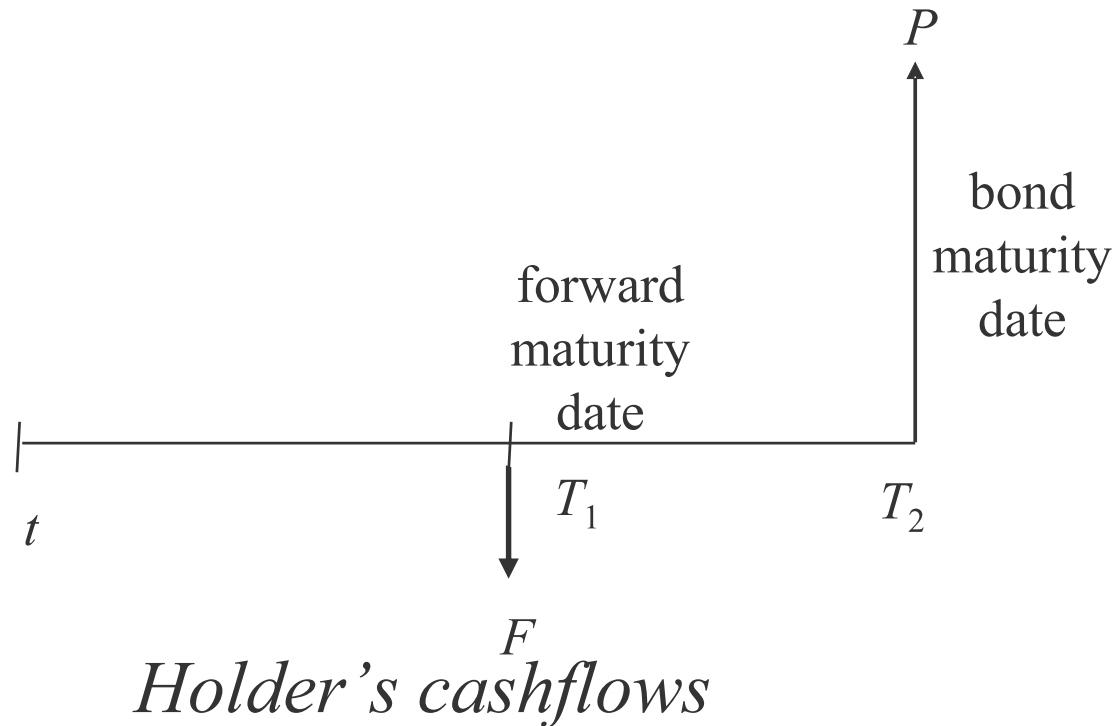 P
bond
maturity
date
forward
maturity
date
t
T₁
T₂
F
Holder’s cashflows